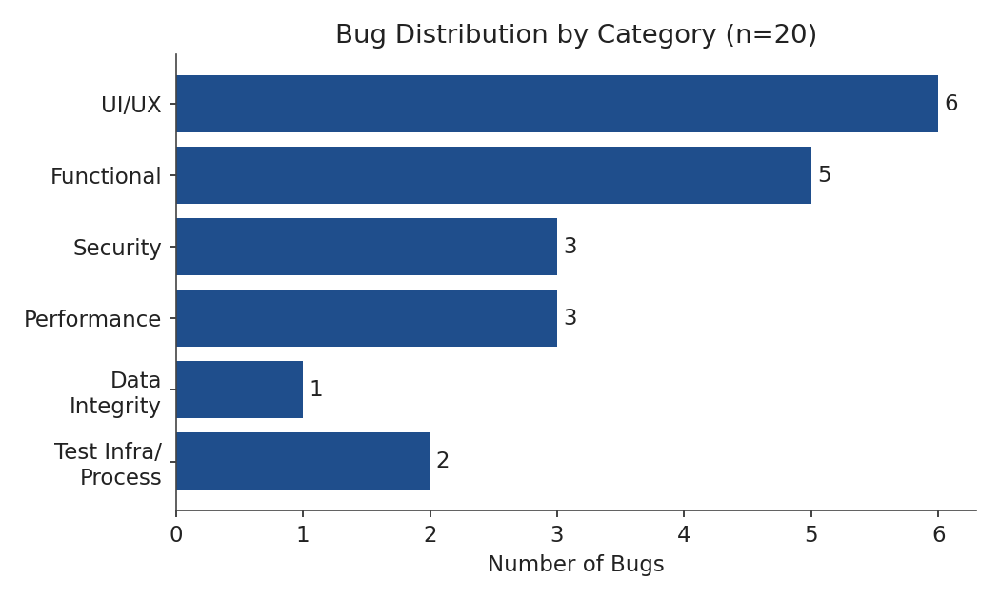 Bug Distribution by Category (n=20)
UI/UX
6
Functional
5
Security
3
Performance
3
Data
Integrity
1
Test Infra/
Process
2
0 1 2 3 4 5 6
Number of Bugs